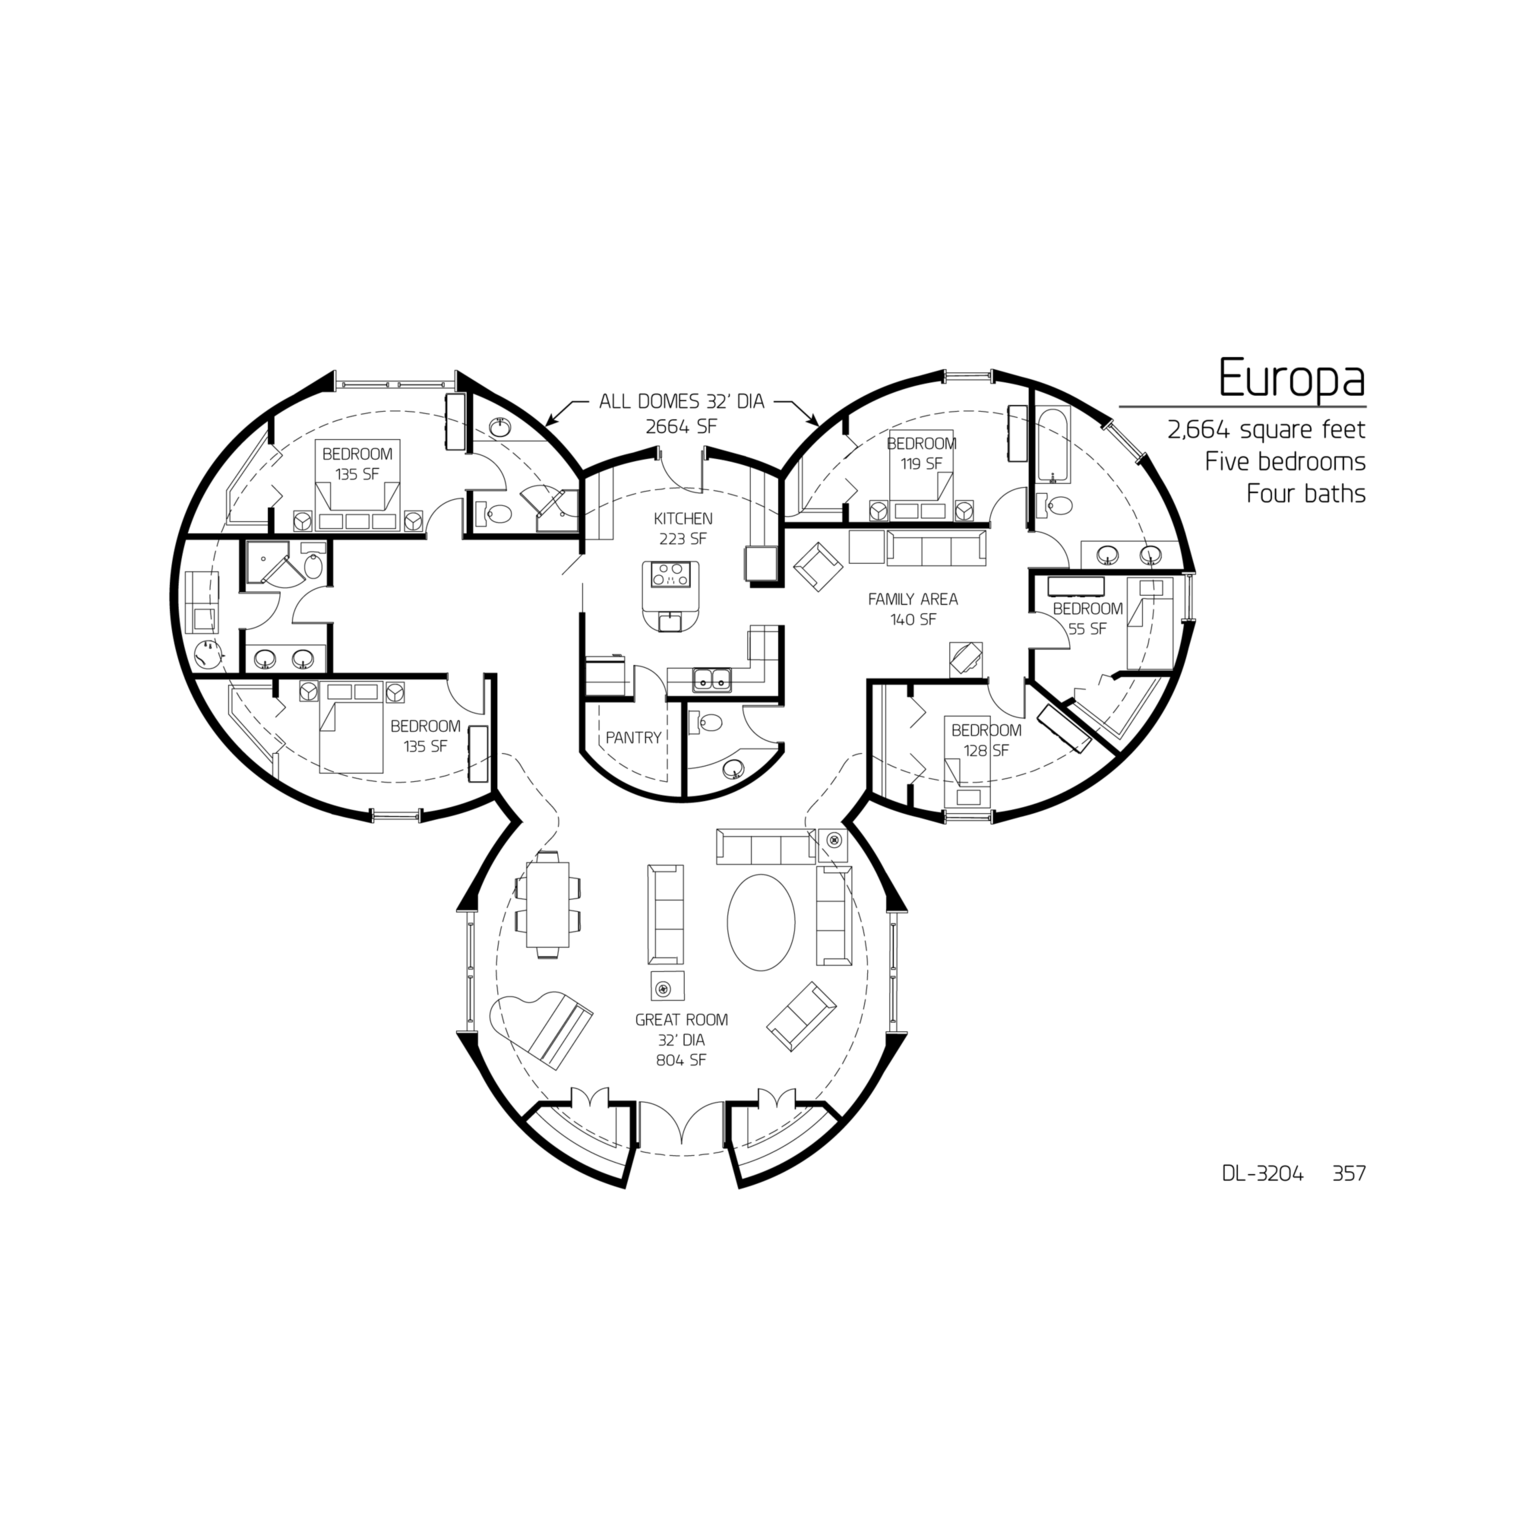 Europa
2,664 square feet
Five bedrooms
Four baths
ALL DOMES 32' DIA
2664 SF
BEDROOM
135 SF
KITCHEN
223 SF
BEDROOM
119 SF
FAMILY AREA
140 SF
BEDROOM
55 SF
BEDROOM
135 SF
PANTRY
BEDROOM
128 SF
GREAT ROOM
32' DIA
804 SF
DL-3204 357